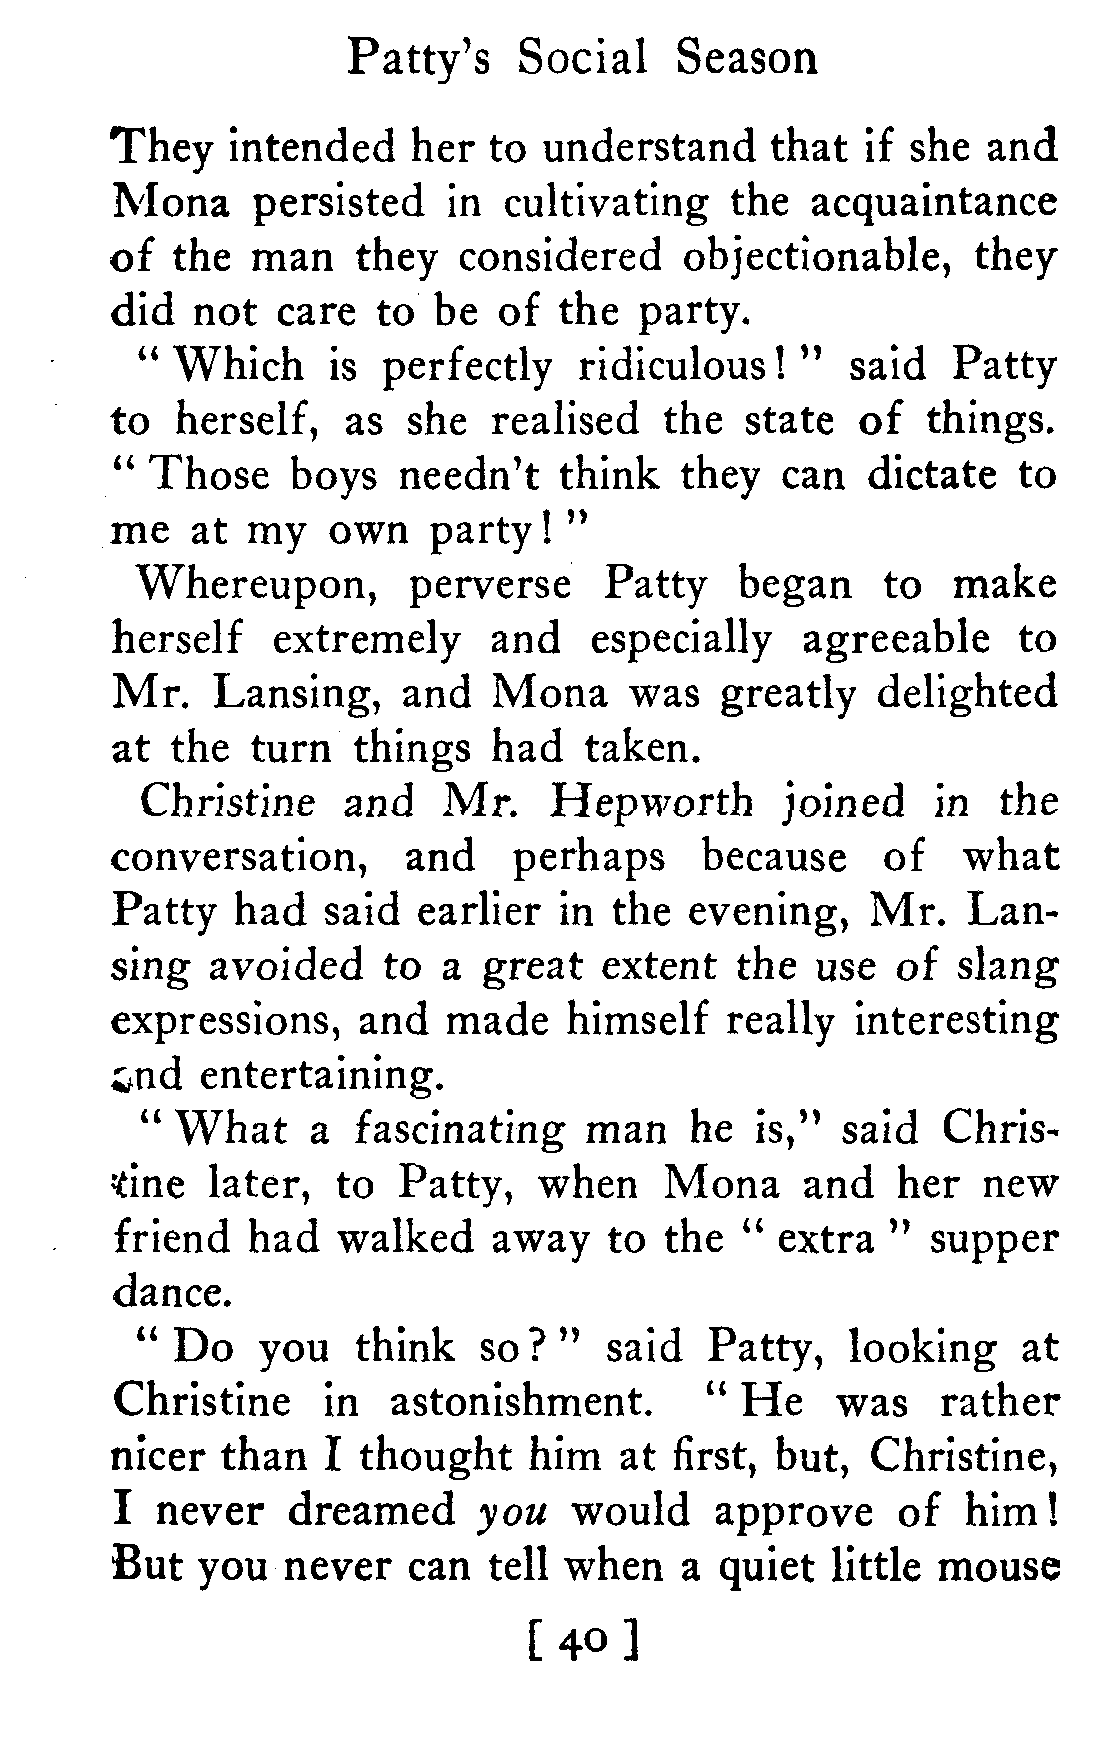 Patty's Social Season
They intended her to understand that if she and
Mona persisted in cultivating the acquaintance
of the man they considered objectionable, they
did not care to be of the party.
" Which is perfectly ridiculous! " said Patty
to herself, as she realised the state of things.
" Those boys needn't think they can dictate to
me at my own party! "
Whereupon, perverse Patty began to make
herself extremely and especially agreeable to
Mr. Lansing, and Mona was greatly delighted
at the turn things had taken.
Christine and Mr. Hepworth joined in the
conversation, and perhaps because of what
Patty had said earlier in the evening, Mr. Lan-
sing avoided to a great extent the use of slang
expressions, and made himself really interesting
and entertaining.
" What a fascinating man he is," said Chris-
tine later, to Patty, when Mona and her new
friend had walked away to the " extra " supper
dance.
" Do you think so? " said Patty, looking at
Christine in astonishment. " He was rather
nicer than I thought him at first, but, Christine,
I never dreamed you would approve of him!
But you never can tell when a quiet little mouse
[ 40 ]